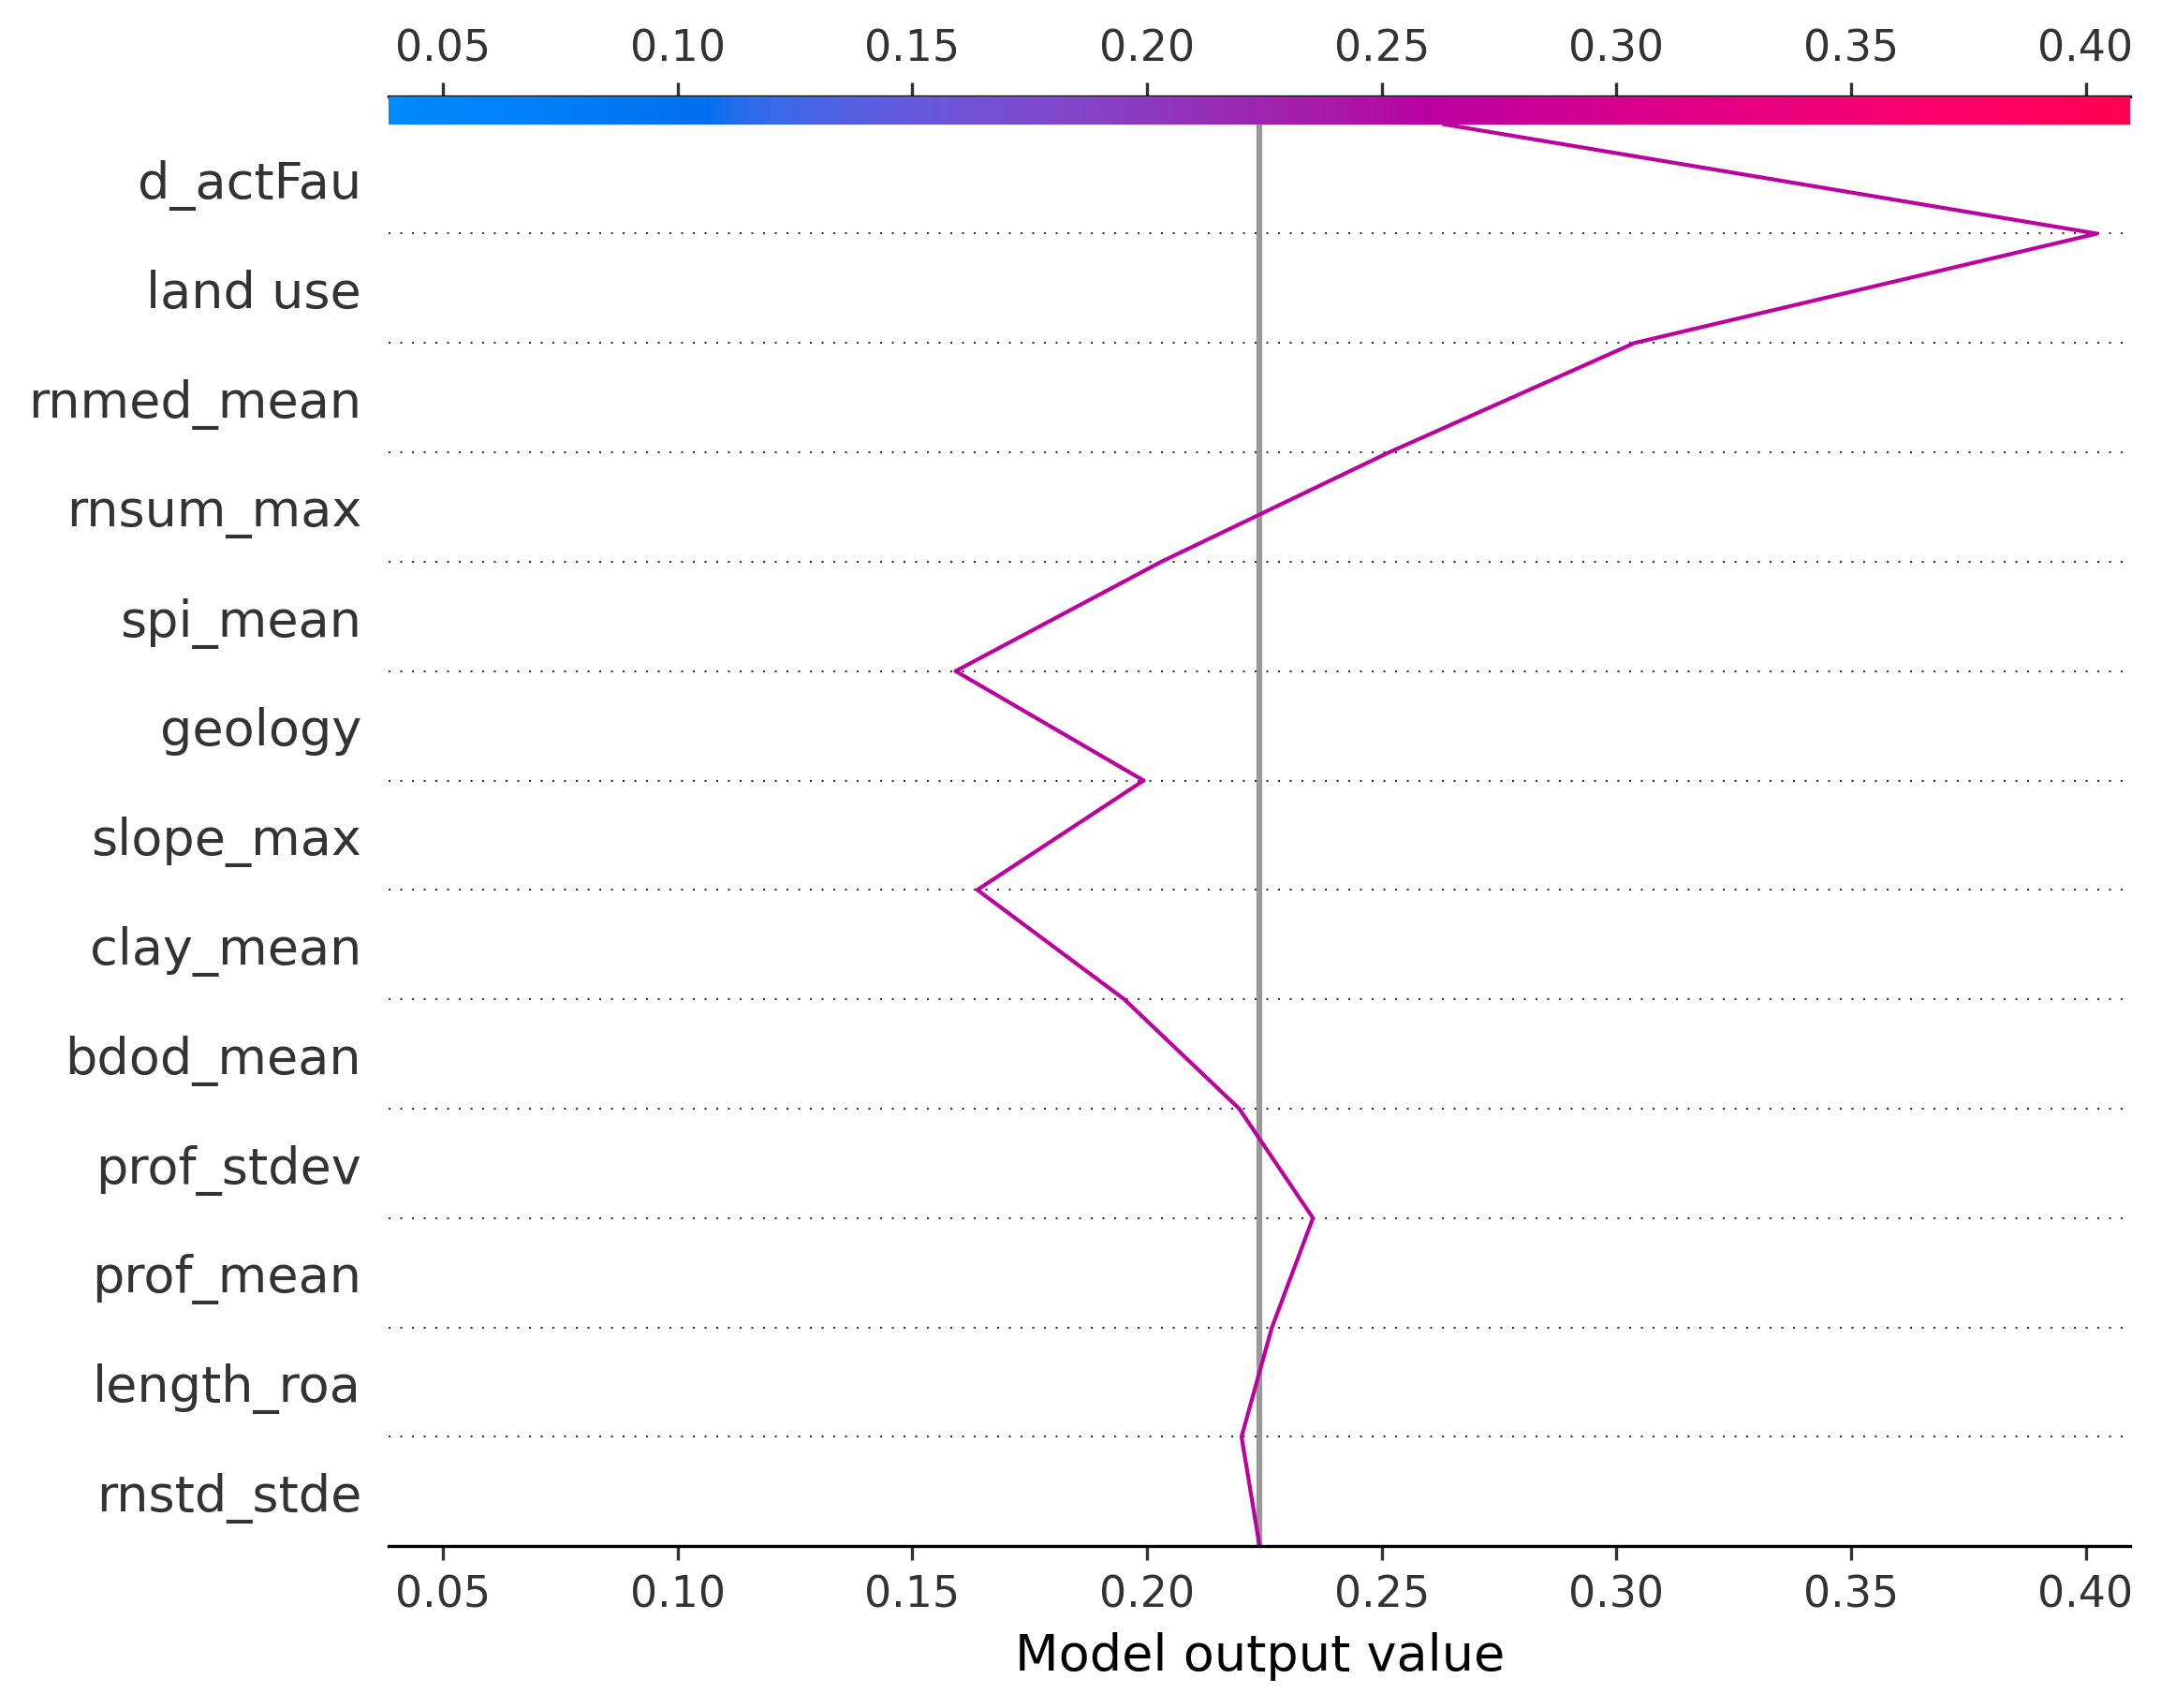 0.05 0.10 0.15 0.20 0.25 0.30 0.35 0.40
d_actFau
land use
rnmed_mean
rnsum_max
spi_mean
geology
slope_max
clay_mean
bdod_mean
prof_stdev
prof_mean
length_roa
rnstd_stde
0.05 0.10 0.15 0.20 0.25 0.30 0.35 0.40
Model output value